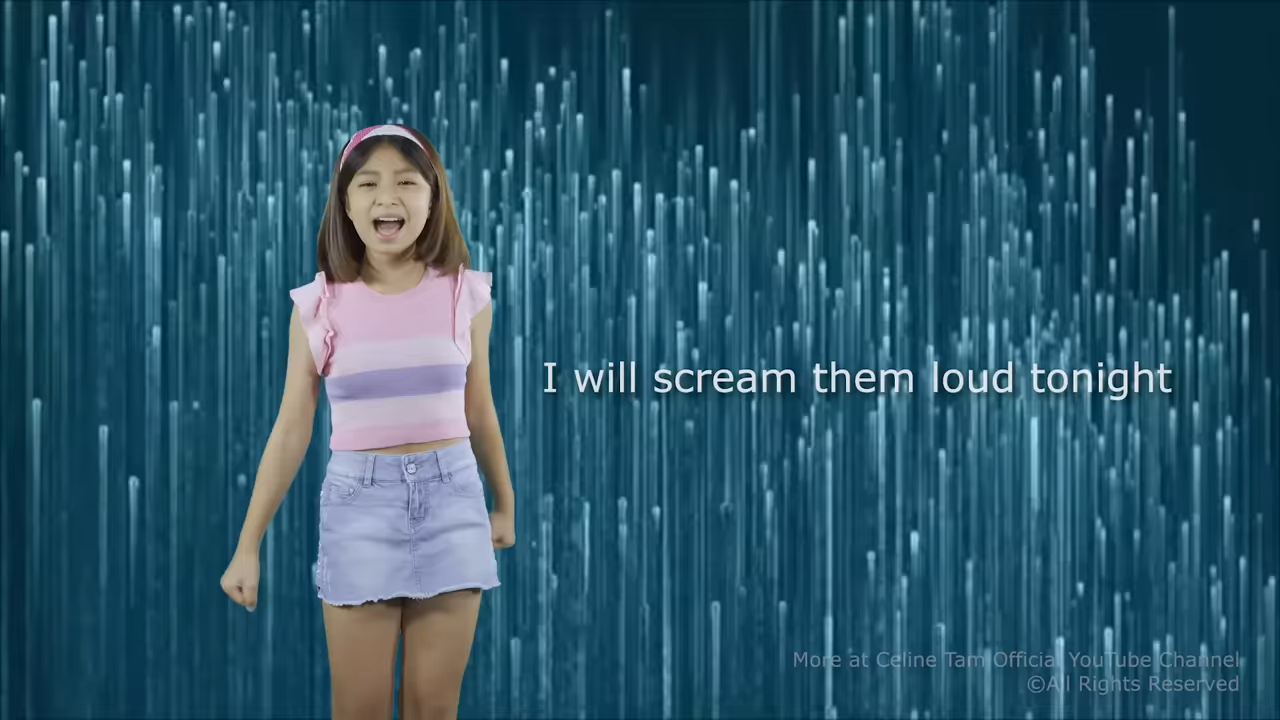 I will scream them loud tonight
More at Celine Tam Official YouTube Channel
©All Rights Reserved